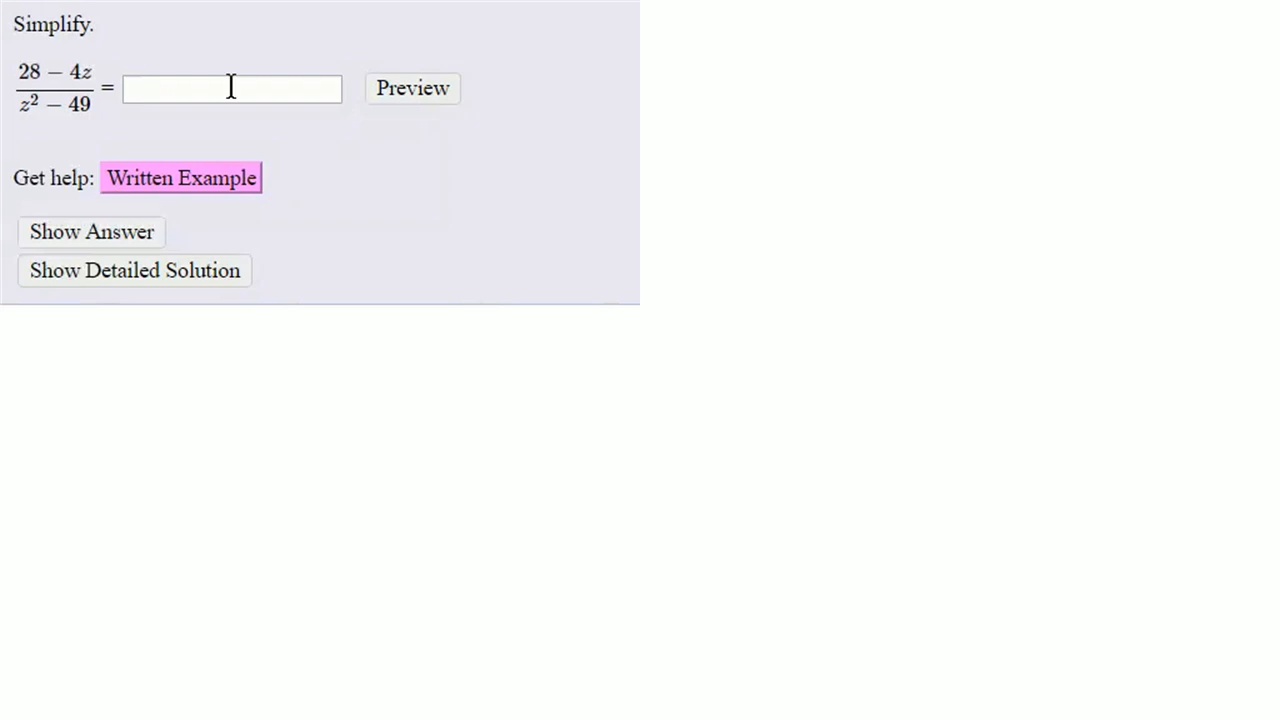 Simplify.
28 − 4z
z² − 49
=
Preview
Get help: Written Example
Show Answer
Show Detailed Solution